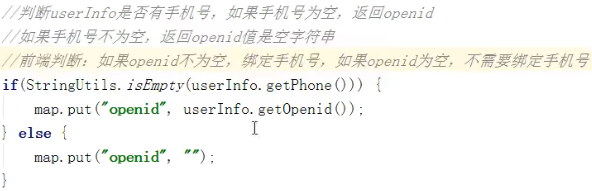 //判断userInfo是否有手机号，如果手机号为空，返回openid
//如果手机号不为空，返回openid值是空字符串
//前端判断：如果openid不为空，绑定手机号，如果openid为空，不需要绑定手机号
if(StringUtils.isEmpty(userInfo.getPhone())) {
    map.put("openid", userInfo.getOpenid());
} else {
    map.put("openid", "");
}